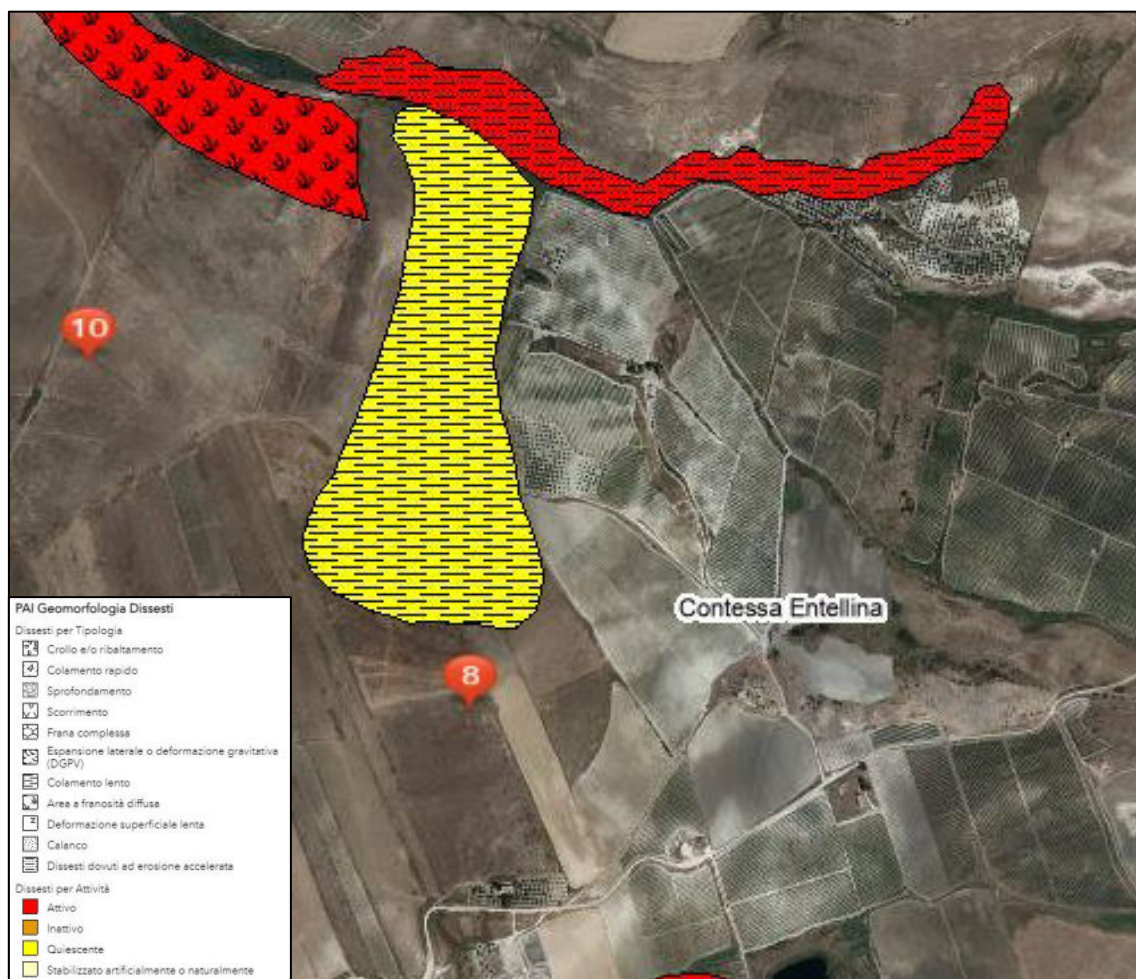 10
Contessa Entellina
8
PAI Geomorfologia Dissesti
Dissesti per Tipologia
Crollo e/o ribaltamento
Colamento rapido
Sprofondamento
Scorrimento
Frana complessa
Espansione laterale o deformazione gravitativa
(DGPV)
Colamento lento
Area a franosità diffusa
Deformazione superficiale lenta
Calanco
Dissesti dovuti ad erosione accelerata
Dissesti per Attività
Attivo
Inattivo
Quiescente
Stabilizzato artificialmente o naturalmente